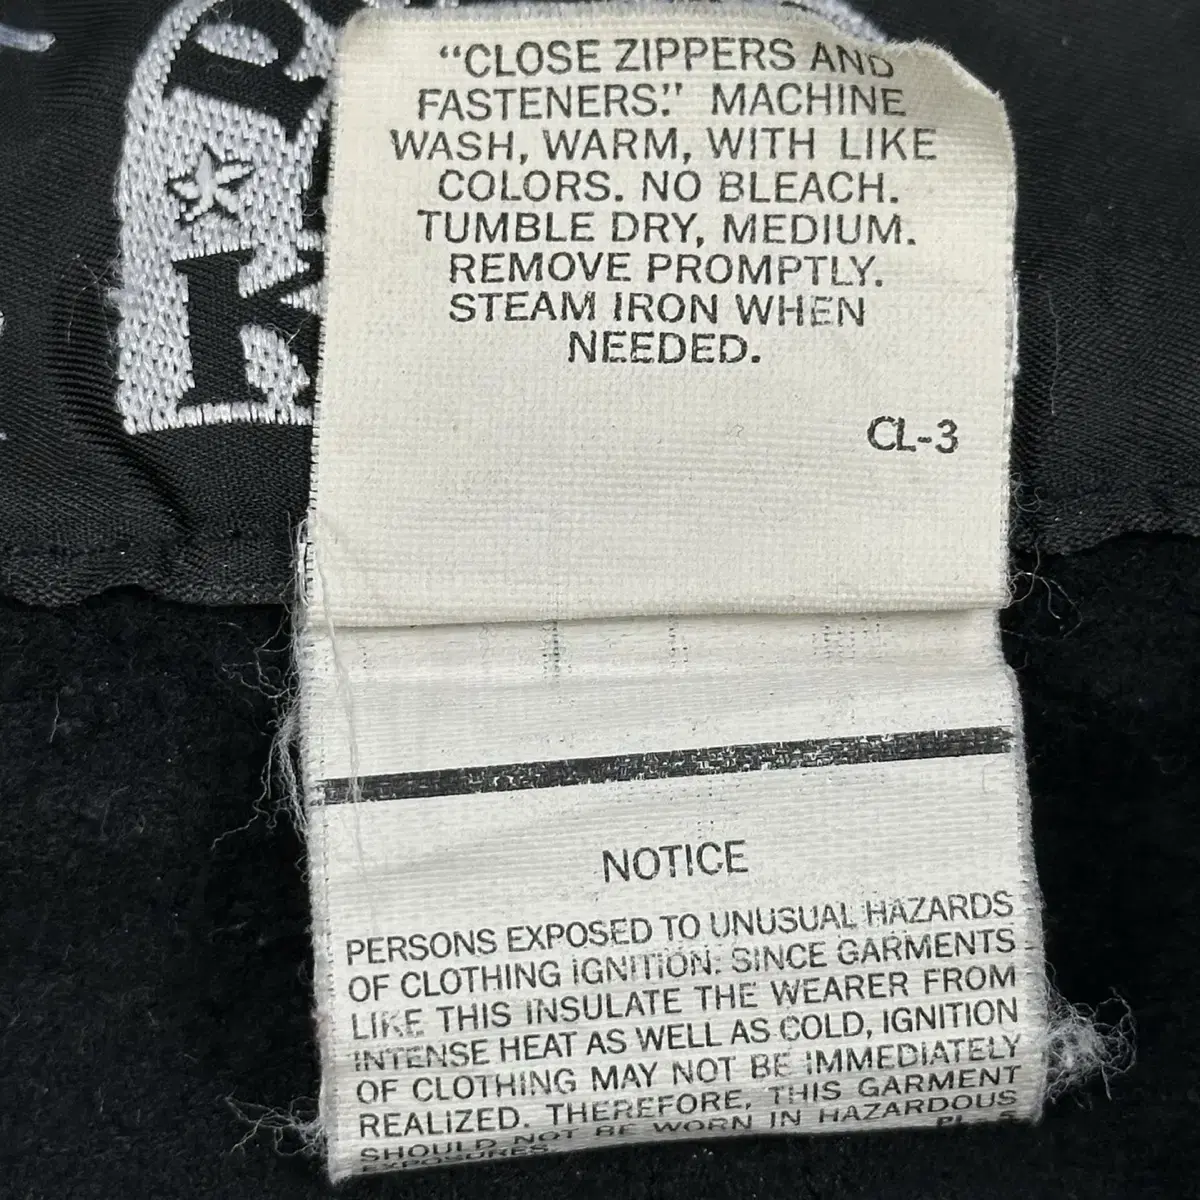 "CLOSE ZIPPERS AND
FASTENERS." MACHINE
WASH, WARM, WITH LIKE
COLORS. NO BLEACH.
TUMBLE DRY, MEDIUM.
REMOVE PROMPTLY.
STEAM IRON WHEN
NEEDED.
CL-3
NOTICE
PERSONS EXPOSED TO UNUSUAL HAZARDS
OF CLOTHING IGNITION: SINCE GARMENTS
LIKE THIS INSULATE THE WEARER FROM
INTENSE HEAT AS WELL AS COLD, IGNITION
OF CLOTHING MAY NOT BE IMMEDIATELY
REALIZED. THEREFORE, THIS GARMENT
SHOULD NOT BE WORN IN HAZARDOUS
EXPOSURES.